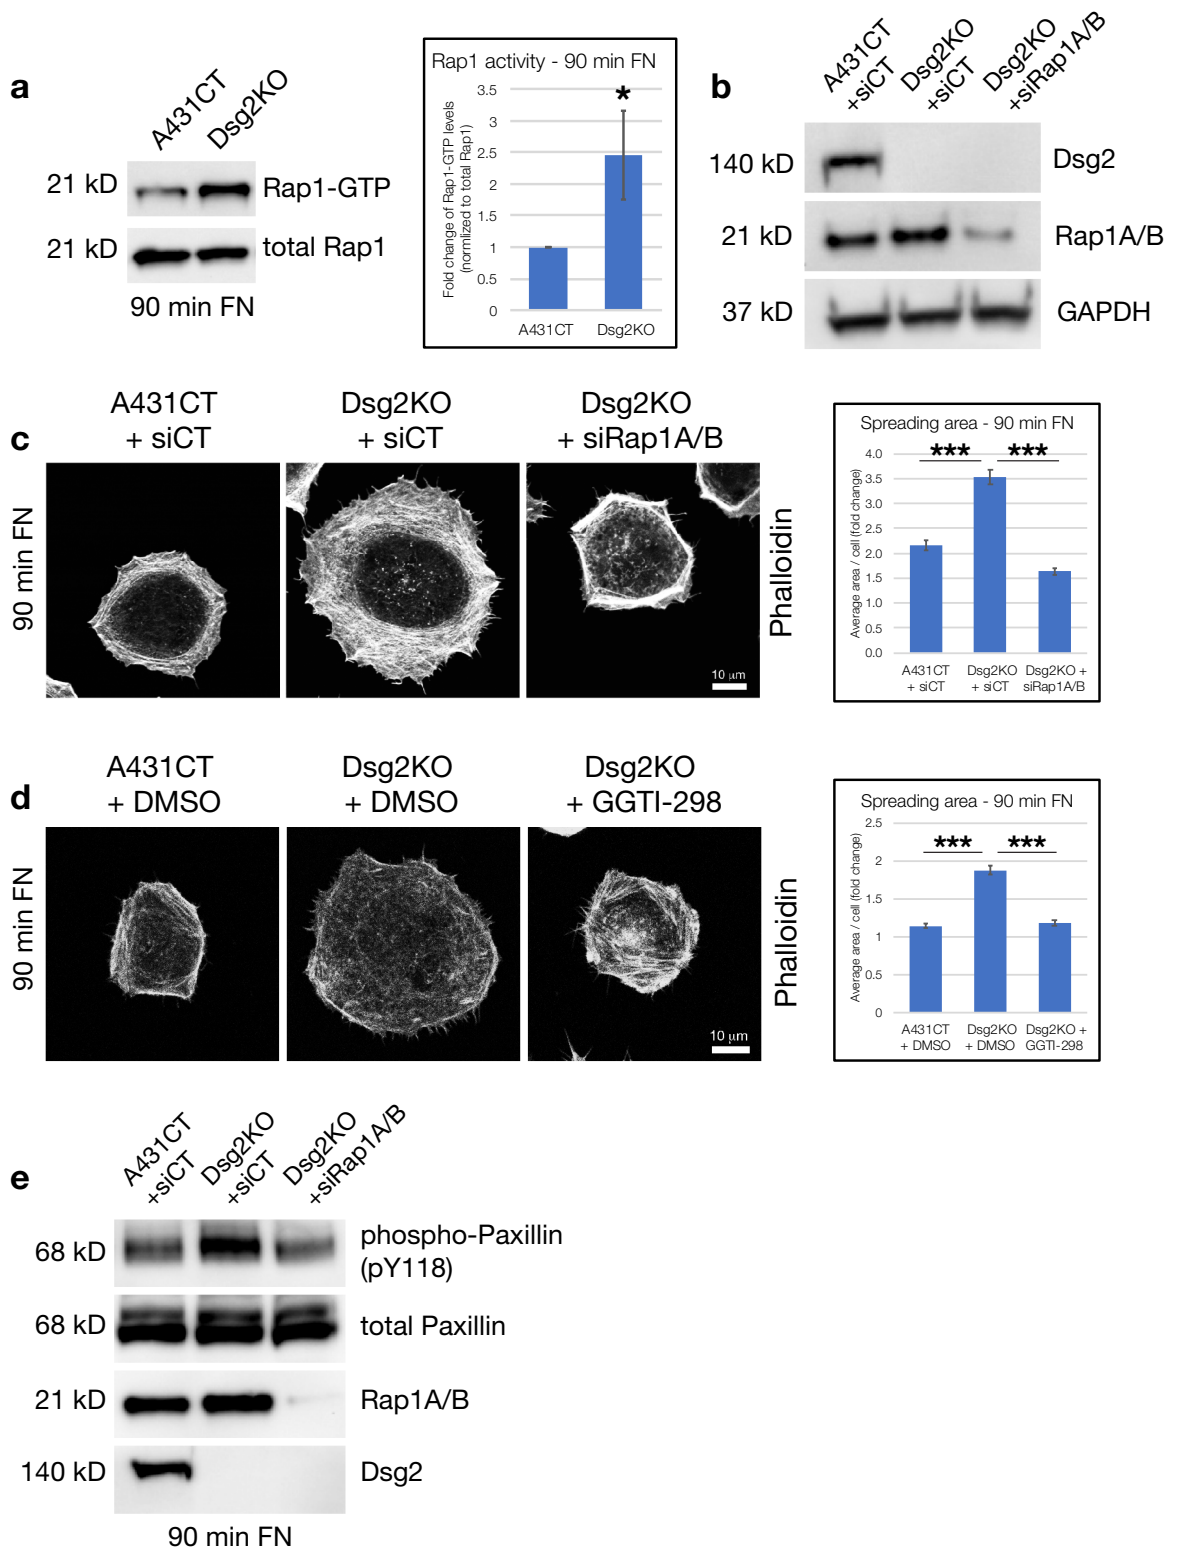 a
A431CT
Dsg2KO
21 kD
Rap1-GTP
21 kD
total Rap1
90 min FN
Rap1 activity - 90 min FN
Fold change of Rap1-GTP levels
(normlized to total Rap1)
3.5
3
2.5
2
1.5
1
0.5
0
*
A431CT
Dsg2KO
b
A431CT
+siCT
Dsg2KO
+siCT
Dsg2KO
+siRap1A/B
140 kD
Dsg2
21 kD
Rap1A/B
37 kD
GAPDH
c
A431CT
+ siCT
Dsg2KO
+ siCT
Dsg2KO
+ siRap1A/B
90 min FN
10 µm
Phalloidin
Spreading area - 90 min FN
Average area / cell (fold change)
4.0
3.5
3.0
2.5
2.0
1.5
1.0
0.5
0.0
***
***
A431CT
+ siCT
Dsg2KO
+ siCT
Dsg2KO +
siRap1A/B
d
A431CT
+ DMSO
Dsg2KO
+ DMSO
Dsg2KO
+ GGTI-298
90 min FN
10 µm
Phalloidin
Spreading area - 90 min FN
Average area / cell (fold change)
2.5
2
1.5
1
0.5
0
***
***
A431CT
+ DMSO
Dsg2KO
+ DMSO
Dsg2KO +
GGTI-298
e
A431CT
+siCT
Dsg2KO
+siCT
Dsg2KO
+siRap1A/B
68 kD
phospho-Paxillin
(pY118)
68 kD
total Paxillin
21 kD
Rap1A/B
140 kD
Dsg2
90 min FN